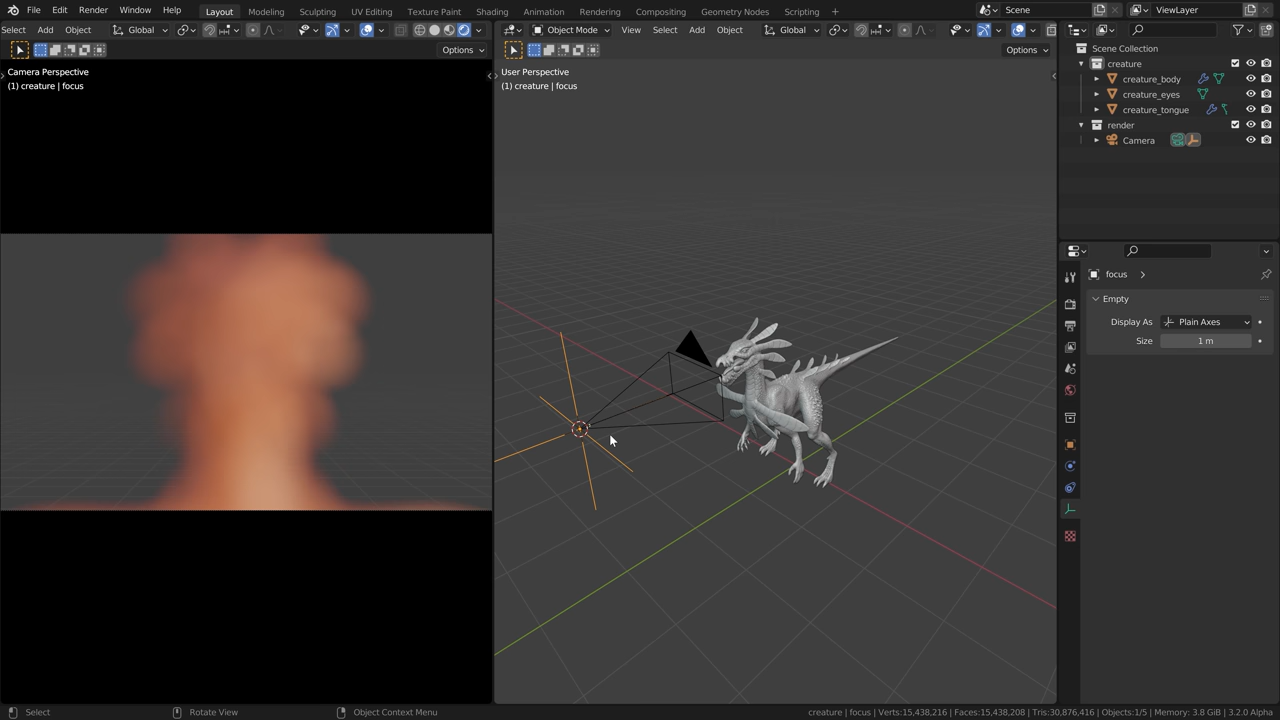 File Edit Render Window Help Layout Modeling Sculpting UV Editing Texture Paint Shading Animation Rendering Compositing Geometry Nodes Scripting + Scene ViewLayer
Select Add Object Global Object Mode View Select Add Object Global
Options Options
Camera Perspective
(1) creature | focus
User Perspective
(1) creature | focus
Scene Collection
creature
creature_body
creature_eyes
creature_tongue
render
Camera
focus
Empty
Display As Plain Axes
Size 1 m
Select Rotate View Object Context Menu creature | focus | Verts:15,438,216 | Faces:15,438,208 | Tris:30,876,416 | Objects:1/5 | Memory: 3.8 GiB | 3.2.0 Alpha